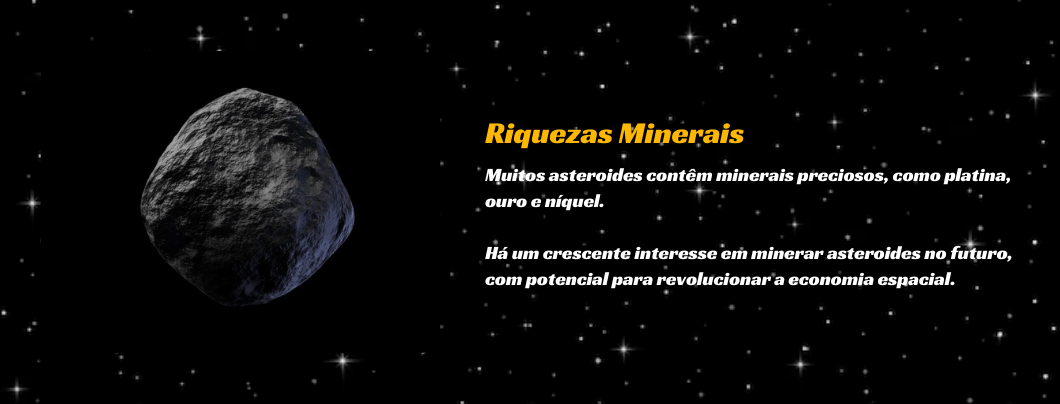 Riquezas Minerais
Muitos asteroides contêm minerais preciosos, como platina,
ouro e níquel.
Há um crescente interesse em minerar asteroides no futuro,
com potencial para revolucionar a economia espacial.